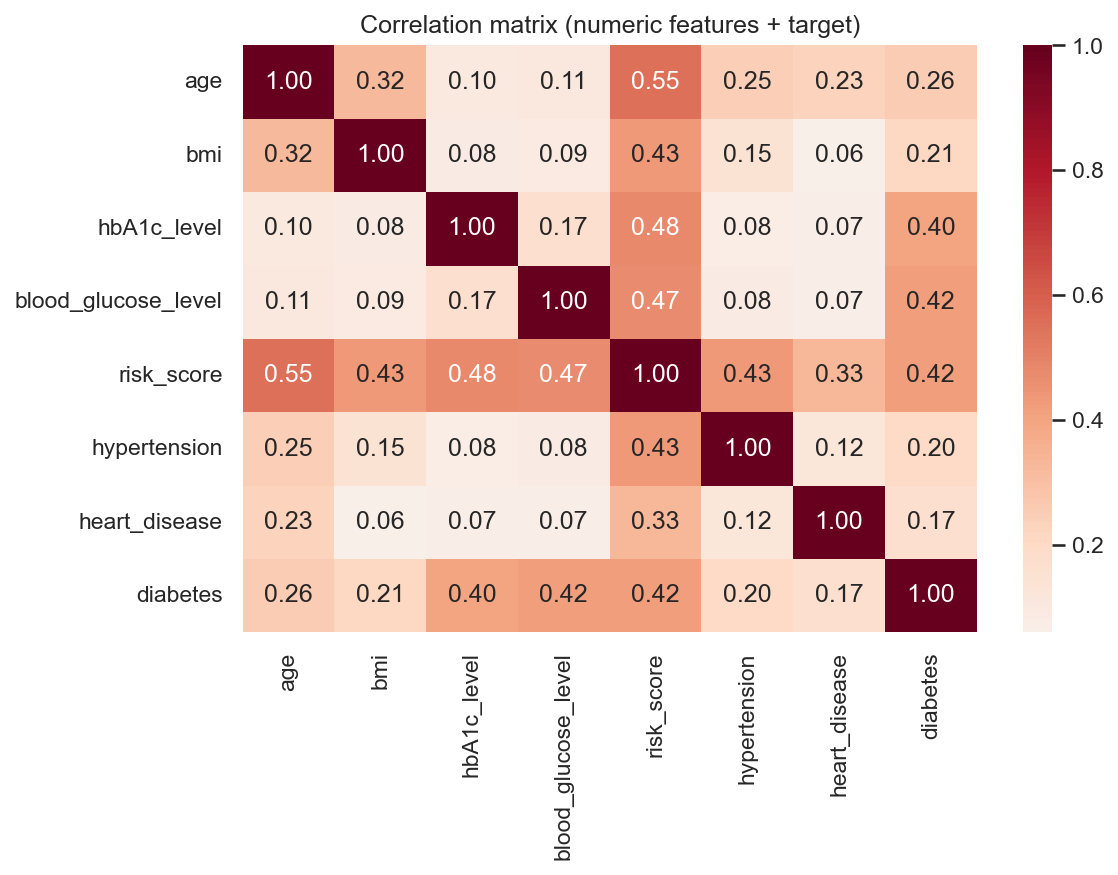 Correlation matrix (numeric features + target)
age 1.00 0.32 0.10 0.11 0.55 0.25 0.23 0.26
bmi 0.32 1.00 0.08 0.09 0.43 0.15 0.06 0.21
hbA1c_level 0.10 0.08 1.00 0.17 0.48 0.08 0.07 0.40
blood_glucose_level 0.11 0.09 0.17 1.00 0.47 0.08 0.07 0.42
risk_score 0.55 0.43 0.48 0.47 1.00 0.43 0.33 0.42
hypertension 0.25 0.15 0.08 0.08 0.43 1.00 0.12 0.20
heart_disease 0.23 0.06 0.07 0.07 0.33 0.12 1.00 0.17
diabetes 0.26 0.21 0.40 0.42 0.42 0.20 0.17 1.00
age
bmi
hbA1c_level
blood_glucose_level
risk_score
hypertension
heart_disease
diabetes
1.0
0.8
0.6
0.4
0.2